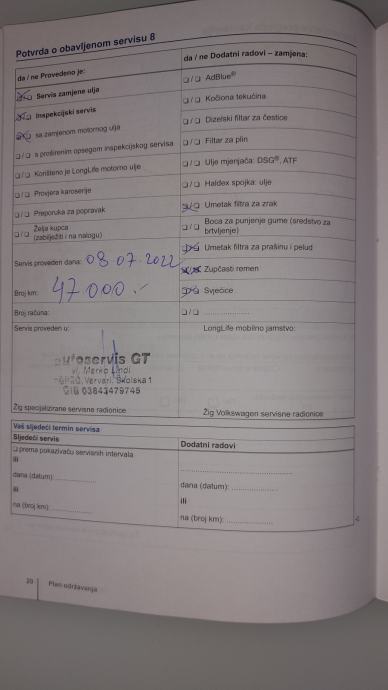 Potvrda o obavljenom servisu 8
da / ne Provedeno je:
Servis zamjene ulja
Inspekcijski servis
sa zamjenom motornog ulja
❏ / ❏ s proširenim opsegom inspekcijskog servisa
❏ / ❏ Korišteno je LongLife motorno ulje
❏ / ❏ Provjera karoserije
❏ / ❏ Preporuka za popravak
❏ / ❏ Želja kupca
(zabilježiti i na nalogu)
Servis proveden dana: 08.07.2022
Broj km: 47 000.-
Broj računa:
Servis proveden u:
autoservis GT
Vervari, Školska 1
Žig specijalizirane servisne radionice
da / ne Dodatni radovi – zamjena:
❏ / ❏ AdBlue®
❏ / ❏ Kočiona tekućina
❏ / ❏ Dizelski filtar za čestice
❏ / ❏ Filtar za plin
❏ / ❏ Ulje mjenjača: DSG®, ATF
❏ / ❏ Haldex spojka: ulje
Umetak filtra za zrak
❏ / ❏ Boca za punjenje gume (sredstvo za
brtvljenje)
Umetak filtra za prašinu i pelud
Zupčasti remen
Svjećice
❏ / ❏ ....................
LongLife mobilno jamstvo:
Žig Volkswagen servisne radionice
Vaš sljedeći termin servisa
Sljedeći servis
❏ prema pokazivaču servisnih intervala
ili
dana (datum): ....................
ili
na (broj km): ....................
Dodatni radovi
........................................
dana (datum): ....................
ili
na (broj km): ....................
20 Plan održavanja